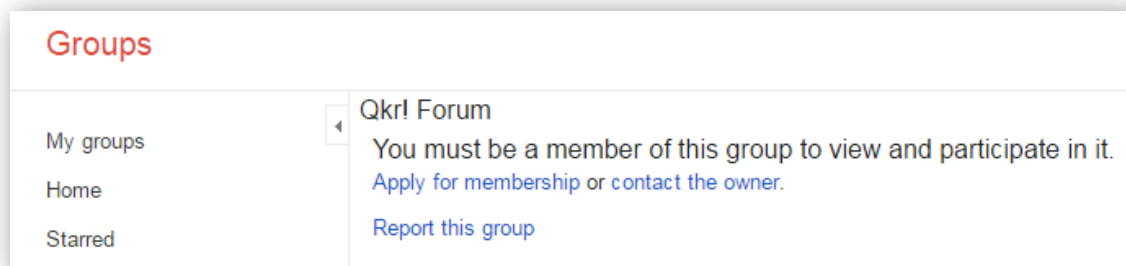 Groups
My groups
Home
Starred
Qkr! Forum
You must be a member of this group to view and participate in it.
Apply for membership or contact the owner.
Report this group